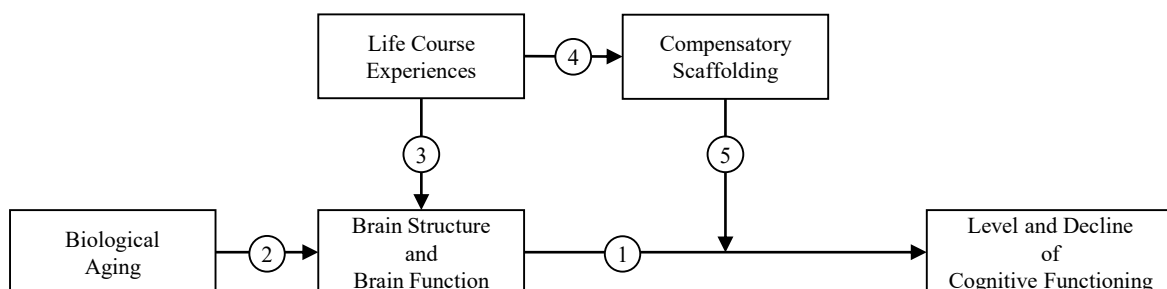 Life Course
Experiences
4
Compensatory
Scaffolding
3
5
Biological
Aging
2
Brain Structure
and
Brain Function
1
Level and Decline
of
Cognitive Functioning